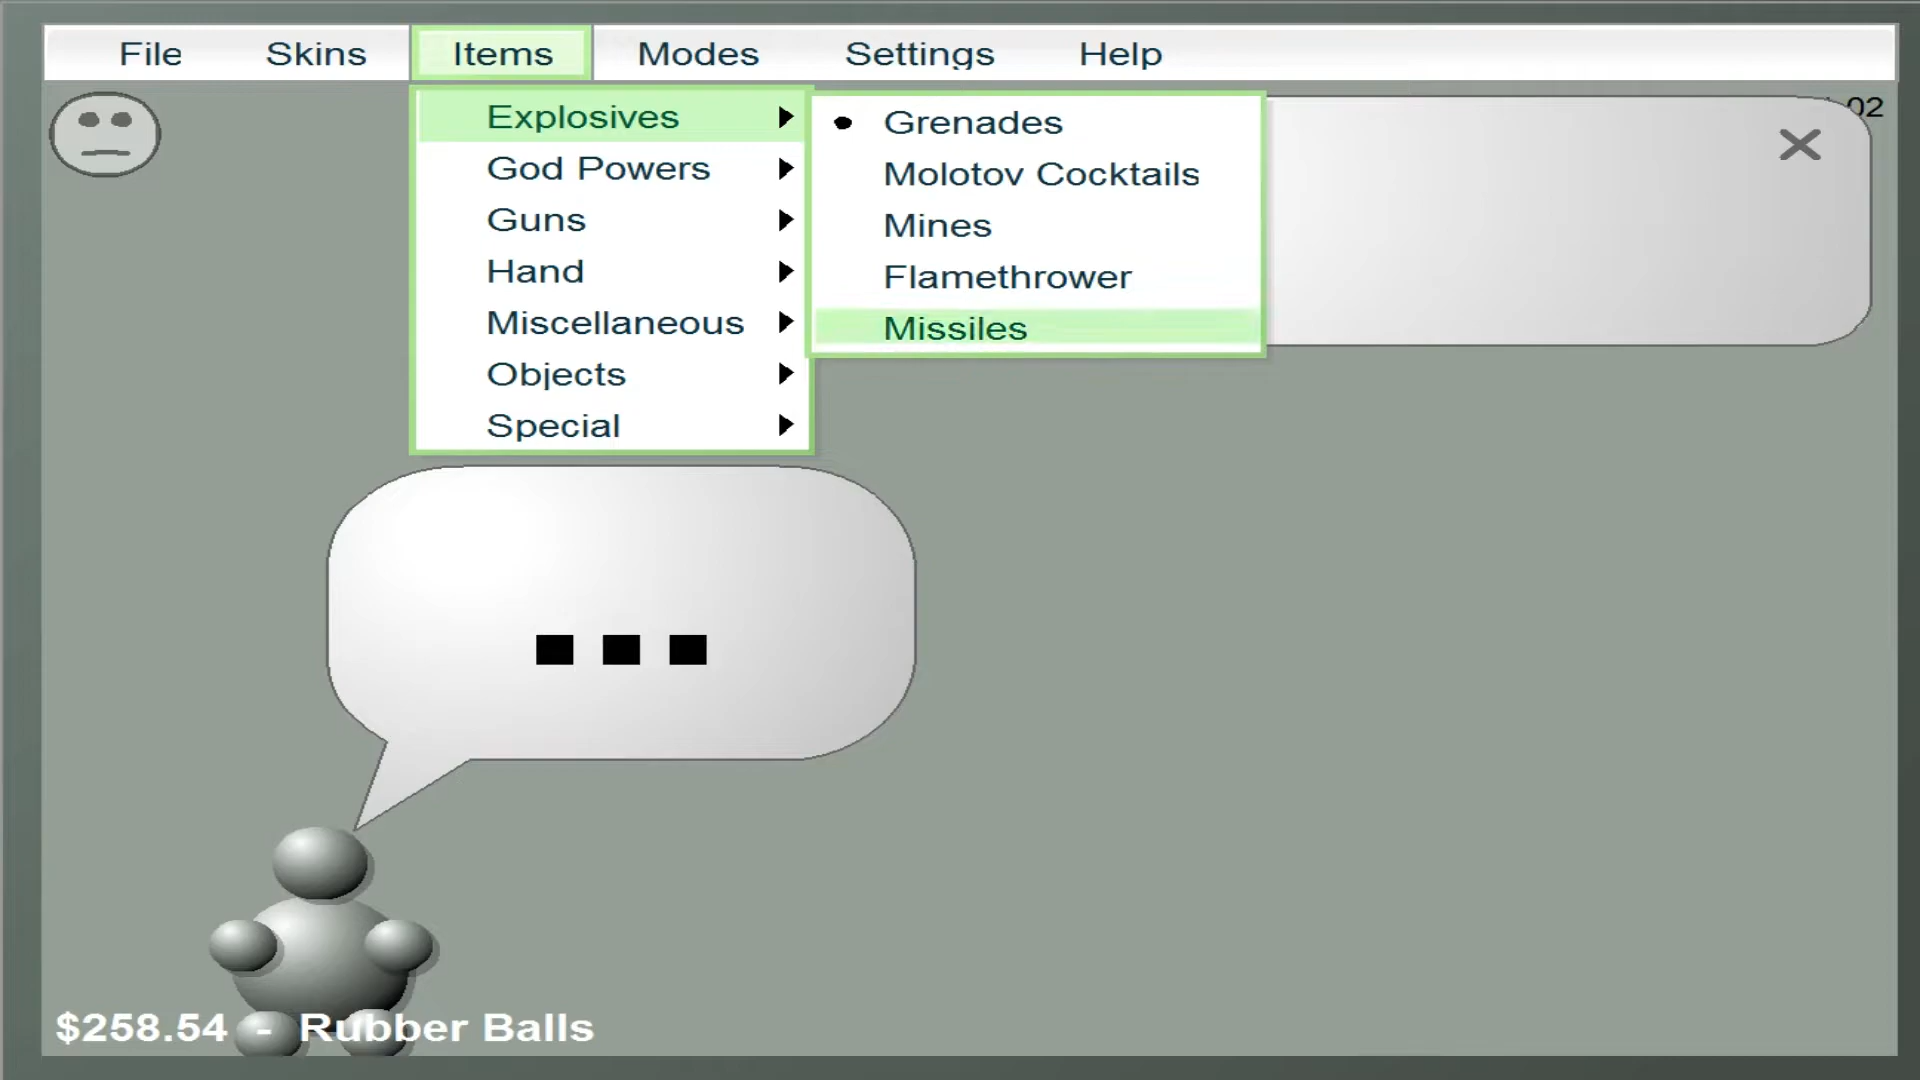 File Skins Items Modes Settings Help
02
Explosives
God Powers
Guns
Hand
Miscellaneous
Objects
Special
Grenades
Molotov Cocktails
Mines
Flamethrower
Missiles
...
$258.54 - Rubber Balls